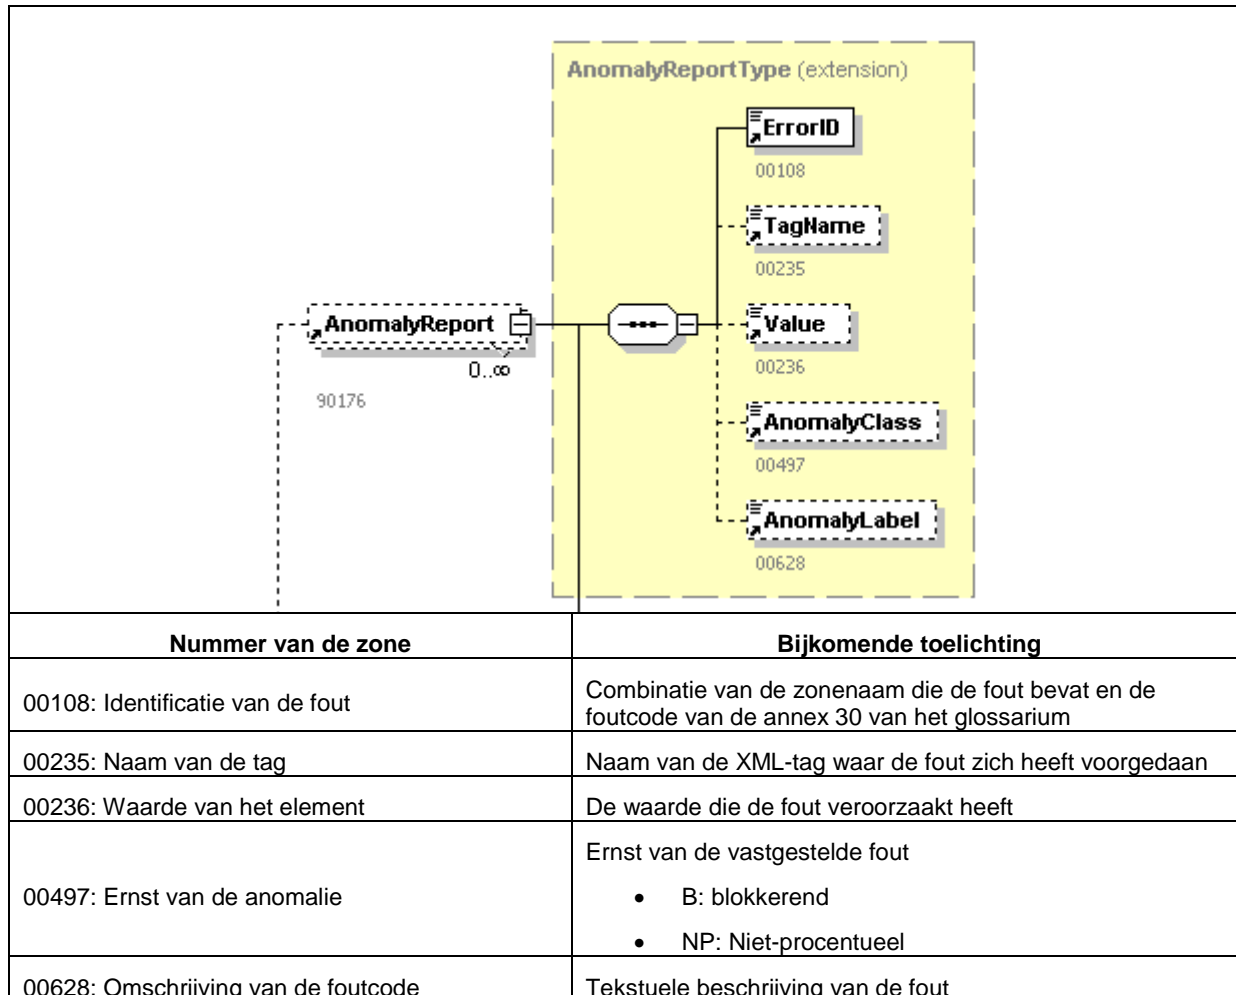 AnomalyReportType (extension)
ErrorID
00108
TagName
00235
AnomalyReport
Value
0..∞
00236
90176
AnomalyClass
00497
AnomalyLabel
00628
Nummer van de zone
Bijkomende toelichting
00108: Identificatie van de fout
Combinatie van de zonenaam die de fout bevat en de
foutcode van de annex 30 van het glossarium
00235: Naam van de tag
Naam van de XML-tag waar de fout zich heeft voorgedaan
00236: Waarde van het element
De waarde die de fout veroorzaakt heeft
00497: Ernst van de anomalie
Ernst van de vastgestelde fout
• B: blokkerend
• NP: Niet-procentueel
00628: Omschrijving van de foutcode
Tekstuele beschrijving van de fout